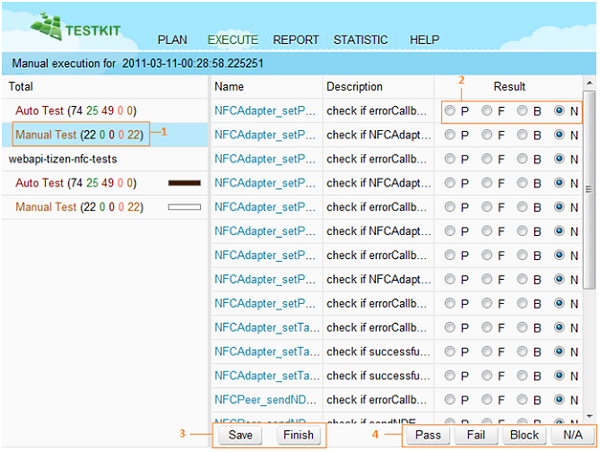 TESTKIT
PLAN EXECUTE REPORT STATISTIC HELP
Manual execution for 2011-03-11-00:28:58.225251
Total
Auto Test (74 25 49 0 0)
Manual Test (22 0 0 0 22) 1
webapi-tizen-nfc-tests
Auto Test (74 25 49 0 0)
Manual Test (22 0 0 0 22)
2
Name Description Result
NFCAdapter_setP... check if errorCallb... P F B N
NFCAdapter_setP... check if NFCAdapt... P F B N
NFCAdapter_setP... check if errorCallb... P F B N
NFCAdapter_setP... check if NFCAdapt... P F B N
NFCAdapter_setP... check if errorCallb... P F B N
NFCAdapter_setP... check if NFCAdapt... P F B N
NFCAdapter_setP... check if errorCallb... P F B N
NFCAdapter_setP... check if NFCAdapt... P F B N
NFCAdapter_setP... check if errorCallb... P F B N
NFCAdapter_setTa... check if errorCallb... P F B N
NFCAdapter_setTa... check if successfu... P F B N
NFCAdapter_setTa... check if successfu... P F B N
NFCPeer_sendND... check if errorCallb... P F B N
NFCPeer_sendND... check if sendNDEF... P F B N
3 Save Finish 4 Pass Fail Block N/A